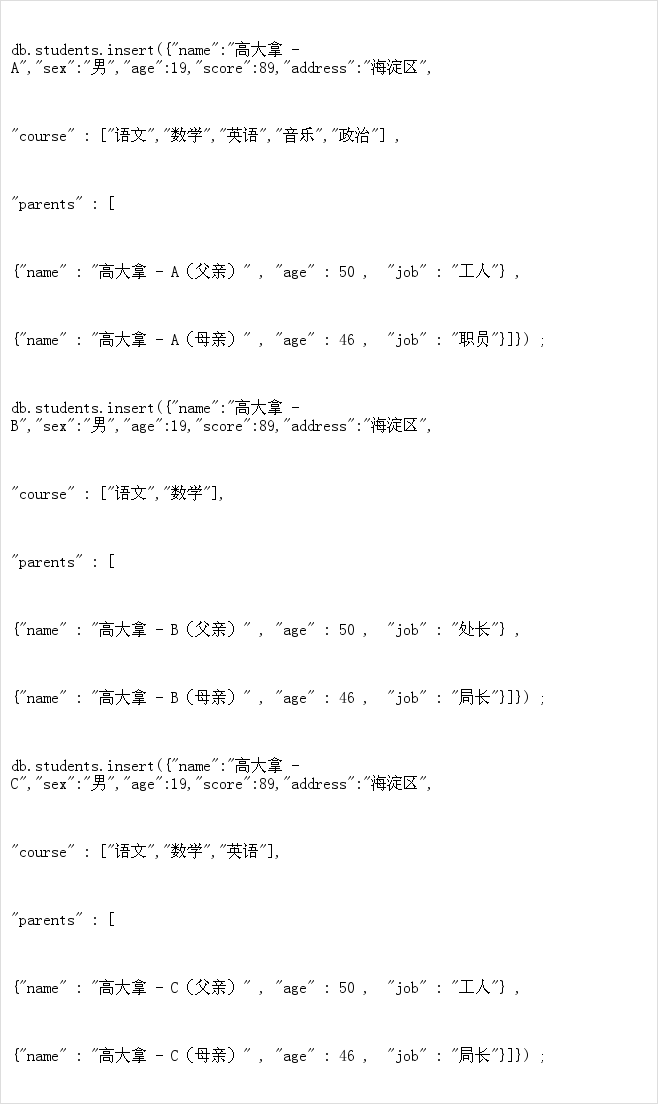 db.students.insert({"name":"高大拿 -
A","sex":"男","age":19,"score":89,"address":"海淀区",
"course" : ["语文","数学","英语","音乐","政治"] ,
"parents" : [
{"name" : "高大拿 - A（父亲）" , "age" : 50 ,  "job" : "工人"} ,
{"name" : "高大拿 - A（母亲）" , "age" : 46 ,  "job" : "职员"}]}) ;
db.students.insert({"name":"高大拿 -
B","sex":"男","age":19,"score":89,"address":"海淀区",
"course" : ["语文","数学"],
"parents" : [
{"name" : "高大拿 - B（父亲）" , "age" : 50 ,  "job" : "处长"} ,
{"name" : "高大拿 - B（母亲）" , "age" : 46 ,  "job" : "局长"}]}) ;
db.students.insert({"name":"高大拿 -
C","sex":"男","age":19,"score":89,"address":"海淀区",
"course" : ["语文","数学","英语"],
"parents" : [
{"name" : "高大拿 - C（父亲）" , "age" : 50 ,  "job" : "工人"} ,
{"name" : "高大拿 - C（母亲）" , "age" : 46 ,  "job" : "局长"}]}) ;